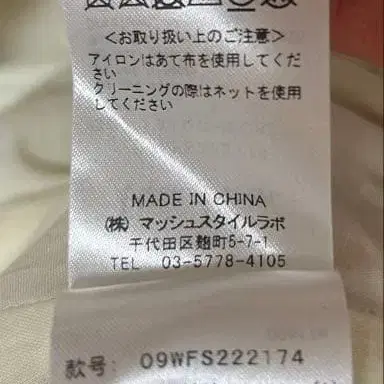 ＜お取り扱い上のご注意＞
アイロンはあて布を使用してくだ
さい
クリーニングの際はネットを使用
してください
MADE IN CHINA
(株) マッシュスタイルラボ
千代田区麹町5-7-1
TEL 03-5778-4105
款号: 09WFS222174